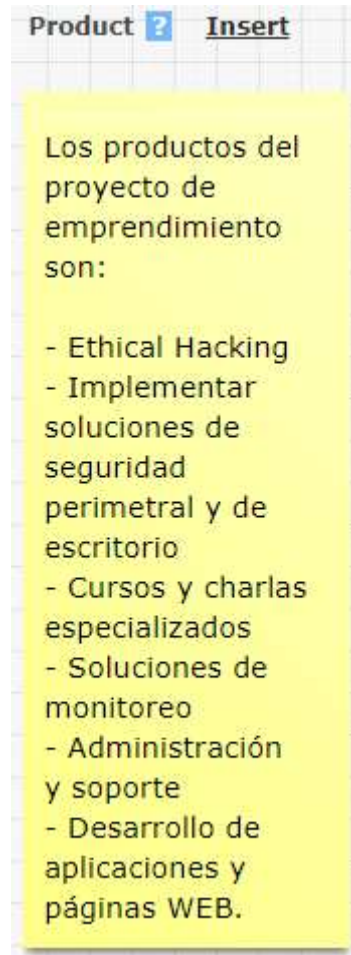 Product ? Insert
Los productos del
proyecto de
emprendimiento
son:
- Ethical Hacking
- Implementar
soluciones de
seguridad
perimetral y de
escritorio
- Cursos y charlas
especializados
- Soluciones de
monitoreo
- Administración
y soporte
- Desarrollo de
aplicaciones y
páginas WEB.